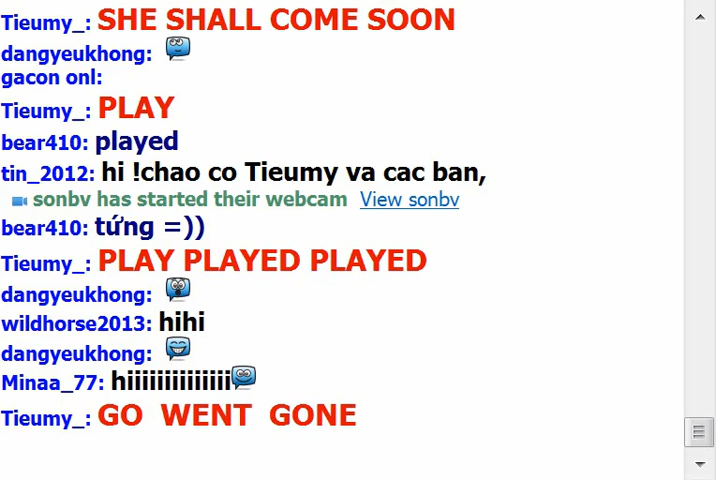 Tieumy_: SHE SHALL COME SOON
dangyeukhong:
gacon onl:
Tieumy_: PLAY
bear410: played
tin_2012: hi !chao co Tieumy va cac ban,
sonbv has started their webcam View sonbv
bear410: tứng =))
Tieumy_: PLAY PLAYED PLAYED
dangyeukhong:
wildhorse2013: hihi
dangyeukhong:
Minaa_77: hiiiiiiiiiiiiii
Tieumy_: GO WENT GONE